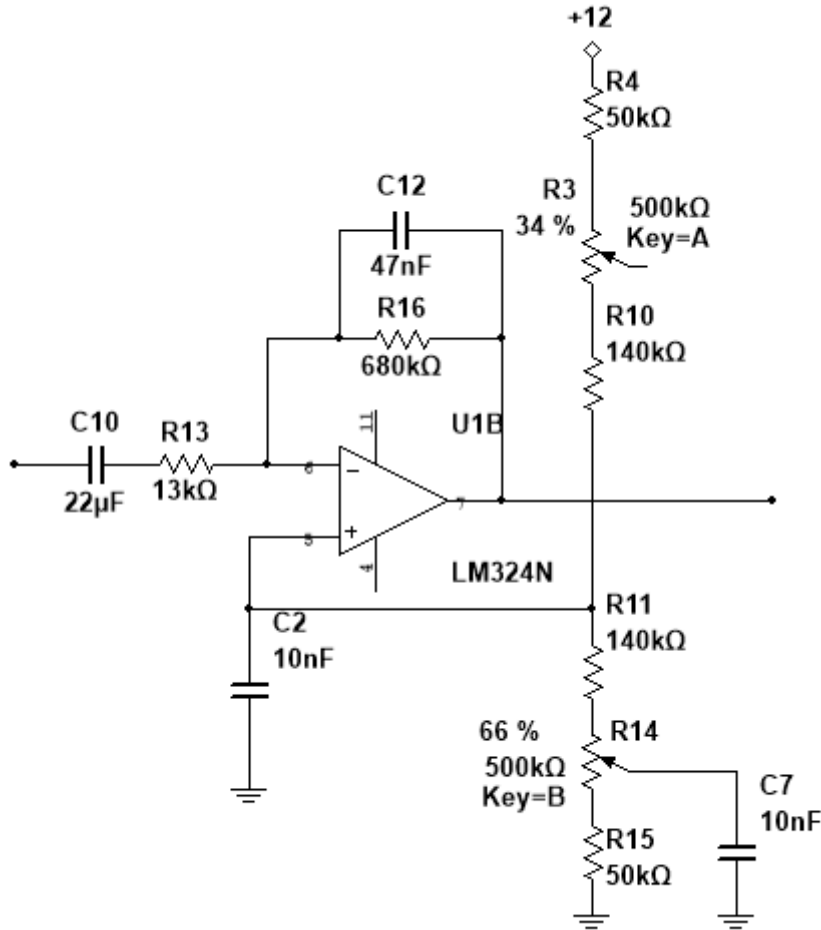 +12
R4
50kΩ
C12
47nF
R3
34 %
500kΩ
Key=A
R16
680kΩ
R10
140kΩ
C10
22µF
R13
13kΩ
11
U1B
6
5
7
4
LM324N
C2
10nF
R11
140kΩ
66 %
R14
500kΩ
Key=B
C7
10nF
R15
50kΩ